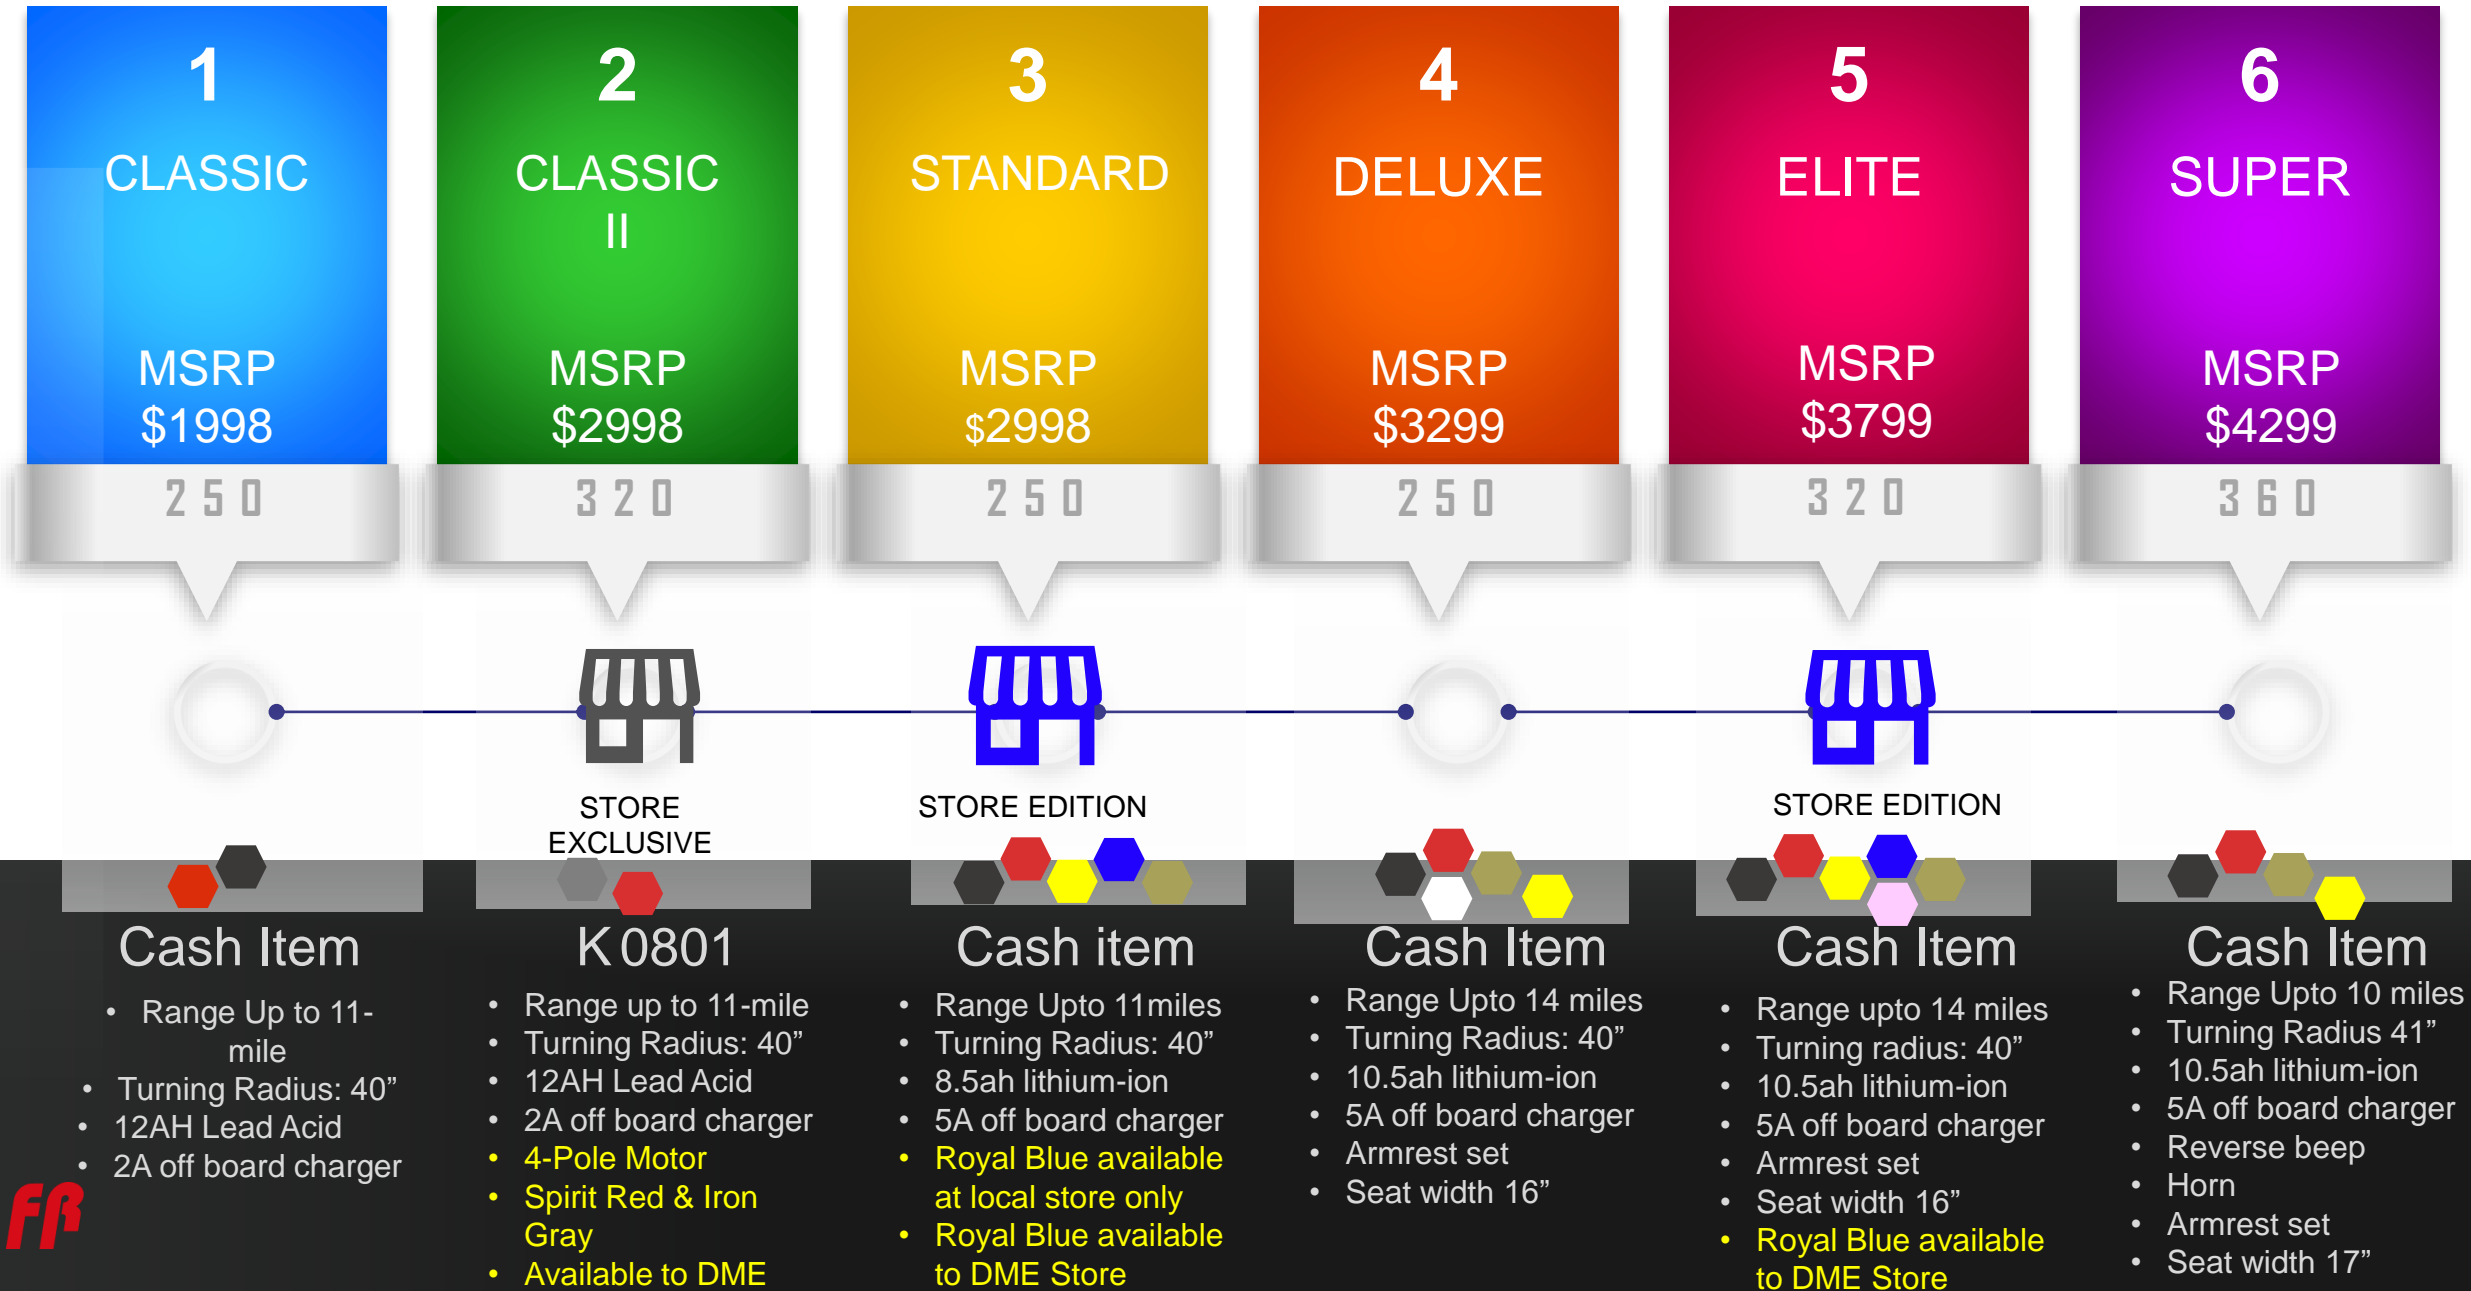 1
CLASSIC
MSRP
$1998
250
Cash Item
• Range Up to 11-
mile
• Turning Radius: 40”
• 12AH Lead Acid
• 2A off board charger
2
CLASSIC
II
MSRP
$2998
320
STORE
EXCLUSIVE
K0801
• Range up to 11-mile
• Turning Radius: 40”
• 12AH Lead Acid
• 2A off board charger
• 4-Pole Motor
• Spirit Red & Iron
Gray
• Available to DME
3
STANDARD
MSRP
$2998
250
STORE EDITION
Cash item
• Range Upto 11miles
• Turning Radius: 40”
• 8.5ah lithium-ion
• 5A off board charger
• Royal Blue available
at local store only
• Royal Blue available
to DME Store
4
DELUXE
MSRP
$3299
250
Cash Item
• Range Upto 14 miles
• Turning Radius: 40”
• 10.5ah lithium-ion
• 5A off board charger
• Armrest set
• Seat width 16”
5
ELITE
MSRP
$3799
320
STORE EDITION
Cash Item
• Range upto 14 miles
• Turning radius: 40”
• 10.5ah lithium-ion
• 5A off board charger
• Armrest set
• Seat width 16”
• Royal Blue available
to DME Store
6
SUPER
MSRP
$4299
360
Cash Item
• Range Upto 10 miles
• Turning Radius 41”
• 10.5ah lithium-ion
• 5A off board charger
• Reverse beep
• Horn
• Armrest set
• Seat width 17”
FR